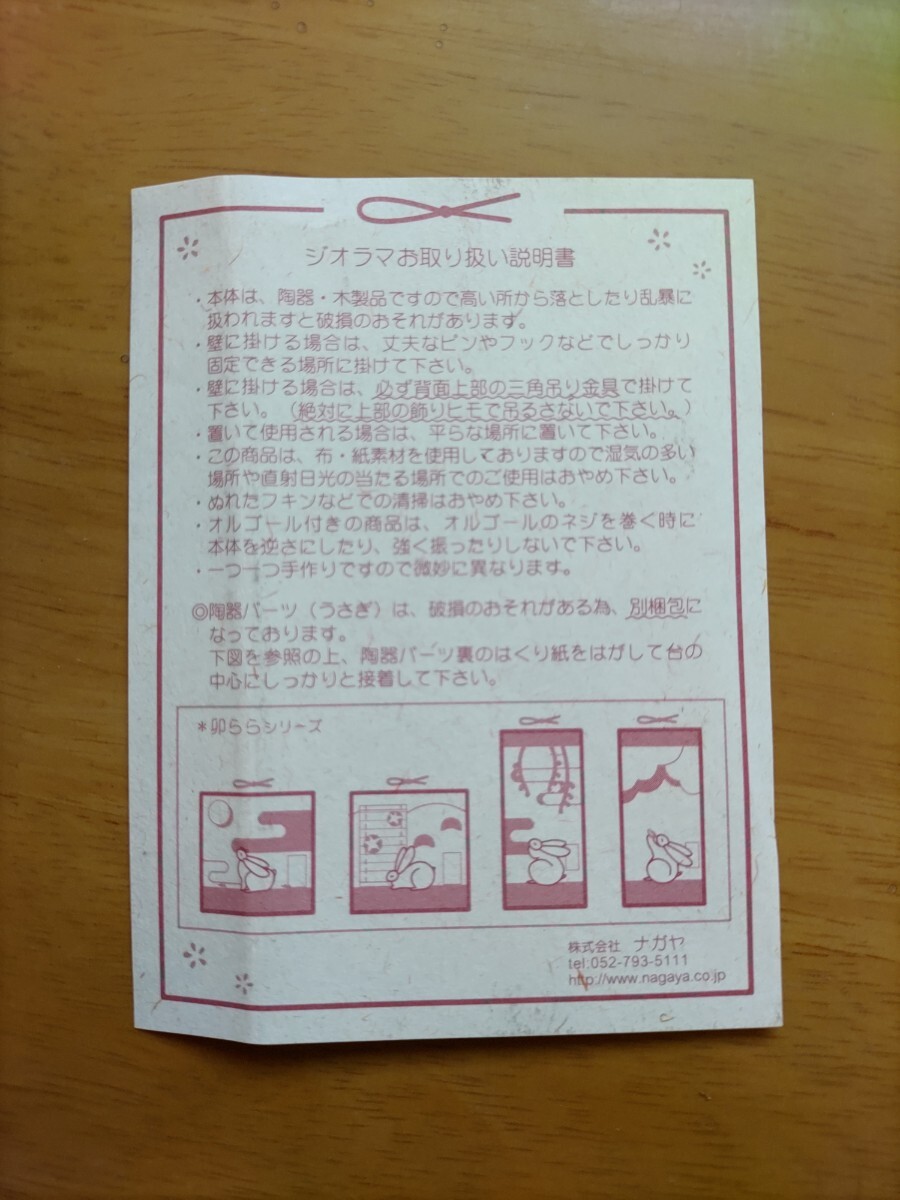 ジオラマお取り扱い説明書
・本体は、陶器・木製品ですので高い所から落としたり乱暴に
扱われますと破損のおそれがあります。
・壁に掛ける場合は、丈夫なピンやフックなどでしっかり
固定できる場所に掛けて下さい。
・壁に掛ける場合は、必ず背面上部の三角吊り金具で掛けて
下さい。（絶対に上部の飾りヒモで吊るさないで下さい。）
・置いて使用される場合は、平らな場所に置いて下さい。
・この商品は、布・紙素材を使用しておりますので湿気の多い
場所や直射日光の当たる場所でのご使用はおやめ下さい。
・ぬれたフキンなどでの清掃はおやめ下さい。
・オルゴール付きの商品は、オルゴールのネジを巻く時に
本体を逆さにしたり、強く振ったりしないで下さい。
・一つ一つ手作りですので微妙に異なります。
◎陶器パーツ（うさぎ）は、破損のおそれがある為、別梱包に
なっております。
下図を参照の上、陶器パーツ裏のはくり紙をはがして台の
中心にしっかりと接着して下さい。
*卯ららシリーズ
株式会社 ナガヤ
tel:052-793-5111
http://www.nagaya.co.jp